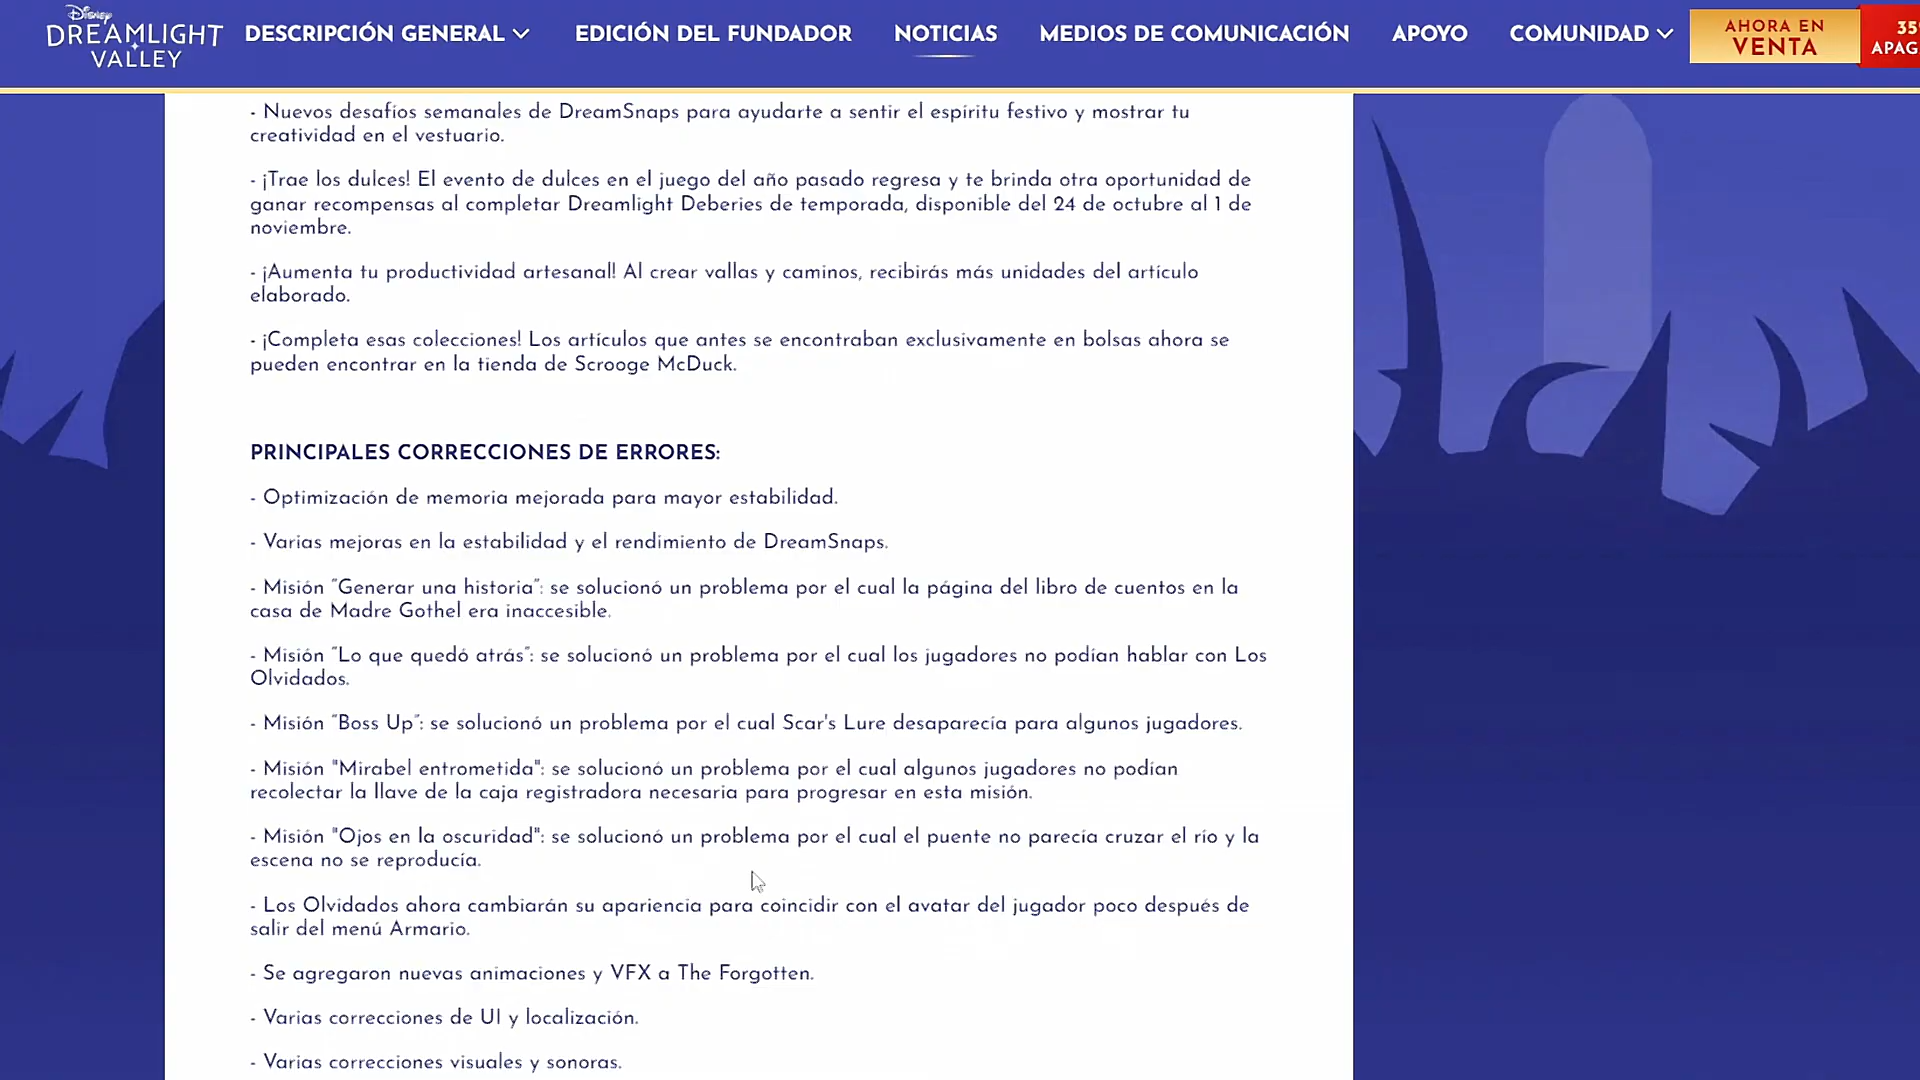 Disney
DREAMLIGHT
VALLEY
DESCRIPCIÓN GENERAL
EDICIÓN DEL FUNDADOR
NOTICIAS
MEDIOS DE COMUNICACIÓN
APOYO
COMUNIDAD
AHORA EN
VENTA
35
APAG
- Nuevos desafíos semanales de DreamSnaps para ayudarte a sentir el espíritu festivo y mostrar tu
creatividad en el vestuario.
- ¡Trae los dulces! El evento de dulces en el juego del año pasado regresa y te brinda otra oportunidad de
ganar recompensas al completar Dreamlight Deberies de temporada, disponible del 24 de octubre al 1 de
noviembre.
- ¡Aumenta tu productividad artesanal! Al crear vallas y caminos, recibirás más unidades del artículo
elaborado.
- ¡Completa esas colecciones! Los artículos que antes se encontraban exclusivamente en bolsas ahora se
pueden encontrar en la tienda de Scrooge McDuck.
PRINCIPALES CORRECCIONES DE ERRORES:
- Optimización de memoria mejorada para mayor estabilidad.
- Varias mejoras en la estabilidad y el rendimiento de DreamSnaps.
- Misión “Generar una historia”: se solucionó un problema por el cual la página del libro de cuentos en la
casa de Madre Gothel era inaccesible.
- Misión “Lo que quedó atrás”: se solucionó un problema por el cual los jugadores no podían hablar con Los
Olvidados.
- Misión “Boss Up”: se solucionó un problema por el cual Scar's Lure desaparecía para algunos jugadores.
- Misión "Mirabel entrometida": se solucionó un problema por el cual algunos jugadores no podían
recolectar la llave de la caja registradora necesaria para progresar en esta misión.
- Misión "Ojos en la oscuridad": se solucionó un problema por el cual el puente no parecía cruzar el río y la
escena no se reproducía.
- Los Olvidados ahora cambiarán su apariencia para coincidir con el avatar del jugador poco después de
salir del menú Armario.
- Se agregaron nuevas animaciones y VFX a The Forgotten.
- Varias correcciones de UI y localización.
- Varias correcciones visuales y sonoras.